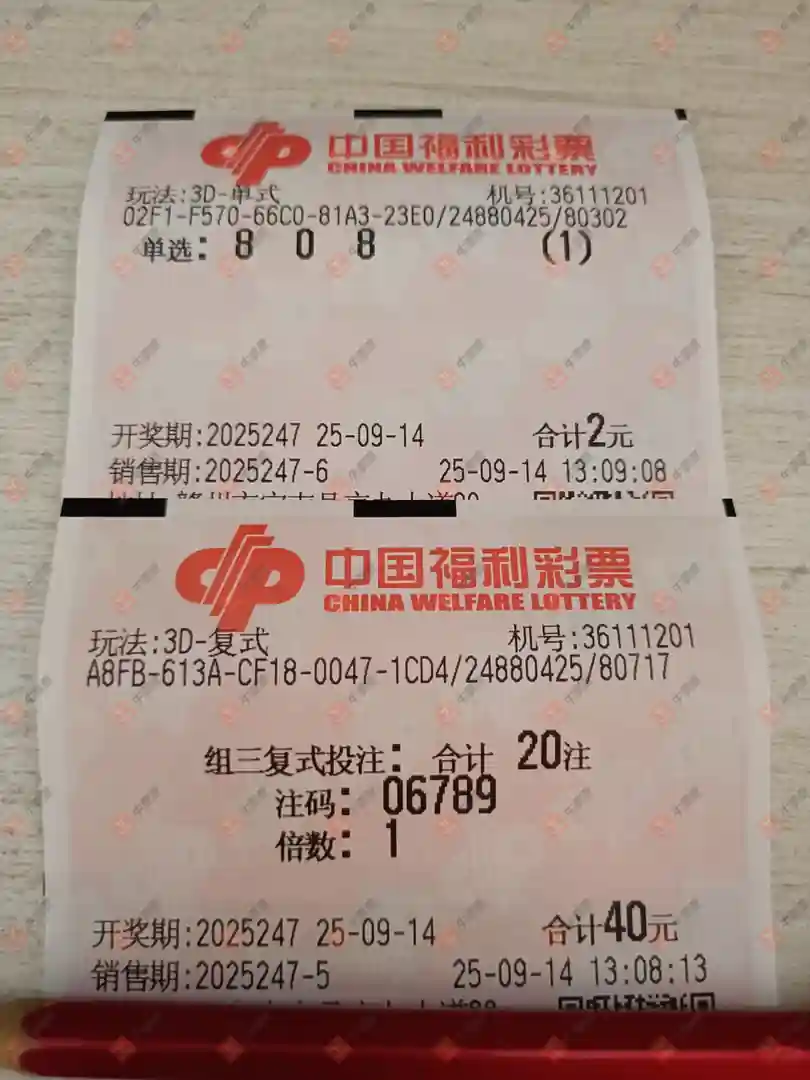 中国福利彩票
CHINA WELFARE LOTTERY
玩法:3D-单式 机号:36111201
02F1-F570-66C0-81A3-23E0/24880425/80302
单选: 8 0 8 (1)
开奖期:2025247 25-09-14 合计2元
销售期:2025247-6 25-09-14 13:09:08
中国福利彩票
CHINA WELFARE LOTTERY
玩法:3D-复式 机号:36111201
A8FB-613A-CF18-0047-1CD4/24880425/80717
组三复式投注: 合计 20注
注码: 06789
倍数: 1
开奖期:2025247 25-09-14 合计40元
销售期:2025247-5 25-09-14 13:08:13